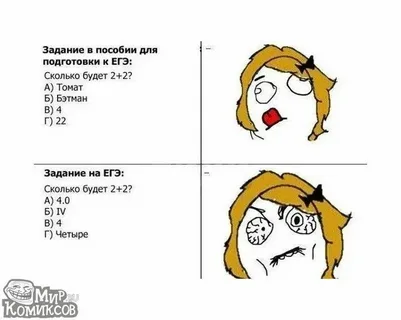 Задание в пособии для
подготовки к ЕГЭ:
Сколько будет 2+2?
А) Томат
Б) Бэтман
В) 4
Г) 22
Задание на ЕГЭ:
Сколько будет 2+2?
А) 4.0
Б) IV
В) 4
Г) Четыре
Мир
Комиксов